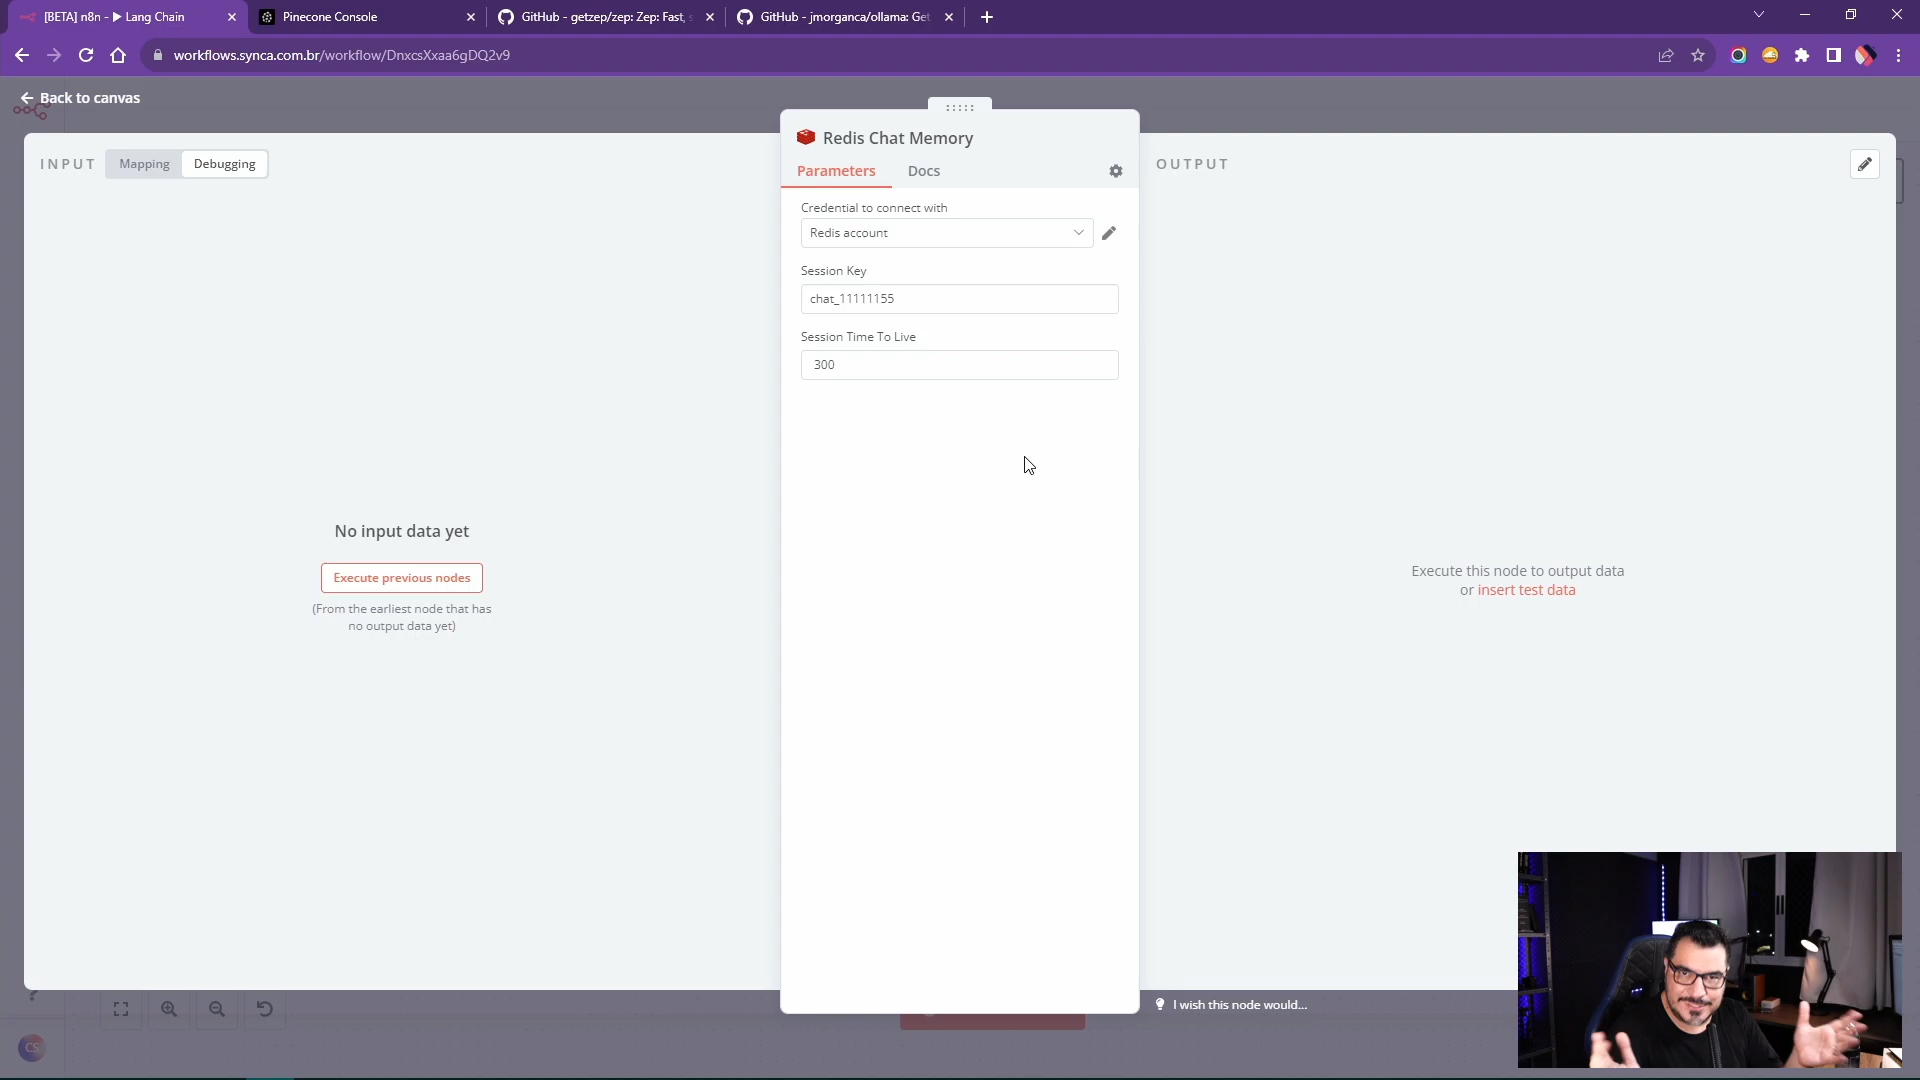 [BETA] n8n - ▶ Lang Chain
Pinecone Console
GitHub - getzep/zep: Zep: Fast, s
GitHub - jmorganca/ollama: Get
workflows.synca.com.br/workflow/DnxcsXxaa6gDQ2v9
Back to canvas
INPUT
Mapping
Debugging
No input data yet
Execute previous nodes
(From the earliest node that has
no output data yet)
Redis Chat Memory
Parameters
Docs
Credential to connect with
Redis account
Session Key
chat_11111155
Session Time To Live
300
OUTPUT
Execute this node to output data
or insert test data
I wish this node would...
CS